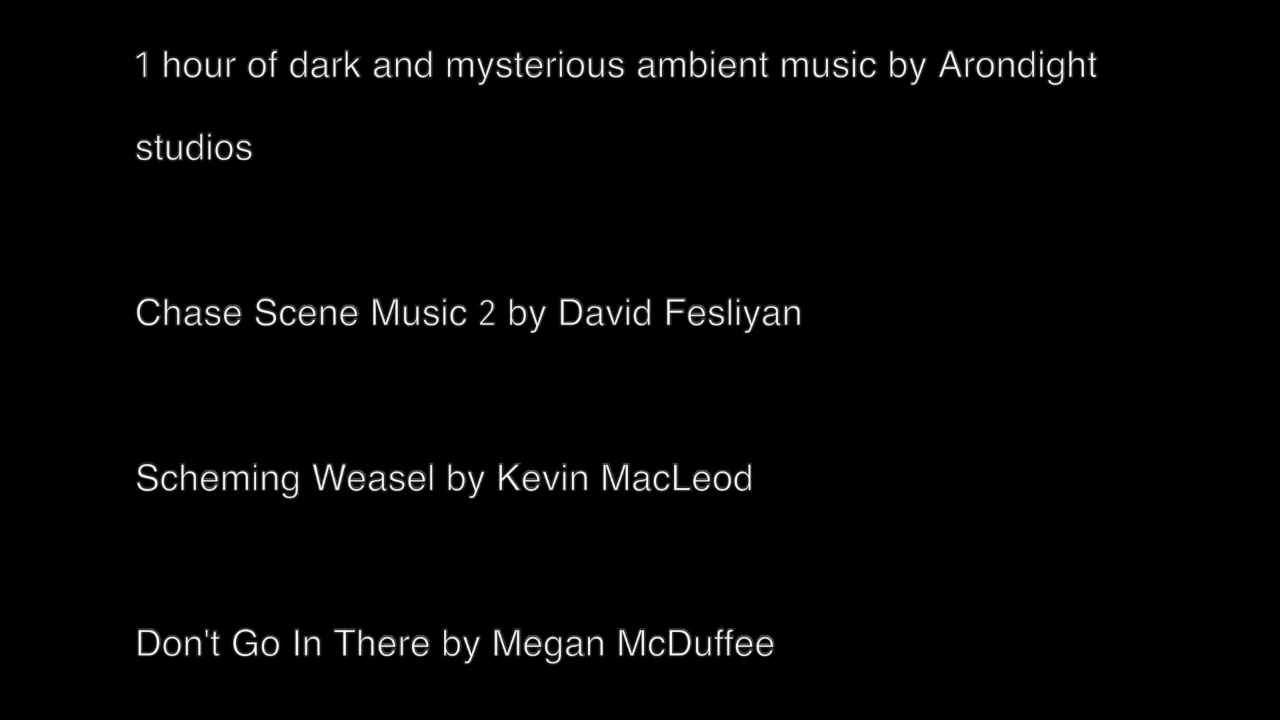 1 hour of dark and mysterious ambient music by Arondight
studios
Chase Scene Music 2 by David Fesliyan
Scheming Weasel by Kevin MacLeod
Don't Go In There by Megan McDuffee